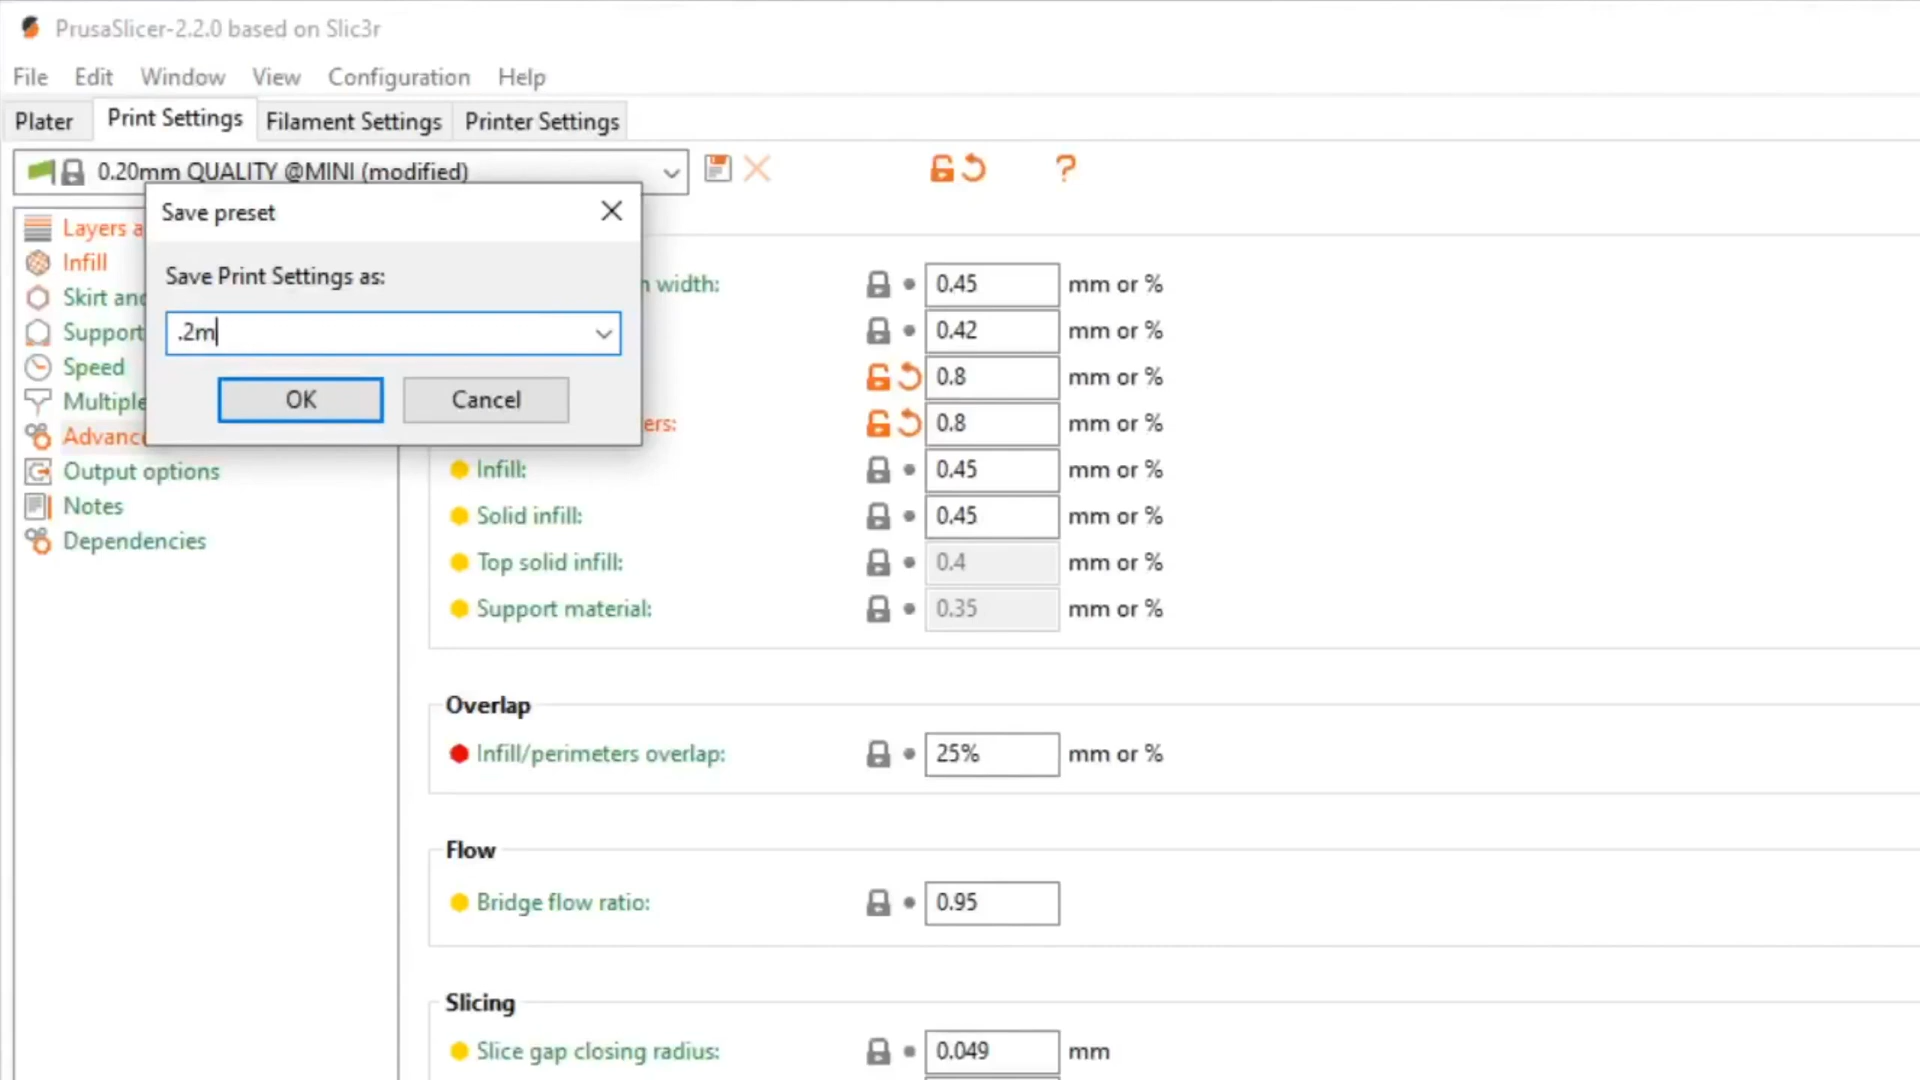 PrusaSlicer-2.2.0 based on Slic3r
File Edit Window View Configuration Help
Plater Print Settings Filament Settings Printer Settings
0.20mm QUALITY @MINI (modified)
?
Save preset
Save Print Settings as:
.2m
OK Cancel
Layers a
Infill
Skirt and
Support
Speed
Multiple
Advanc
Output options
Notes
Dependencies
n width: 0.45 mm or %
0.42 mm or %
0.8 mm or %
ers: 0.8 mm or %
Infill: 0.45 mm or %
Solid infill: 0.45 mm or %
Top solid infill: 0.4 mm or %
Support material: 0.35 mm or %
Overlap
Infill/perimeters overlap: 25% mm or %
Flow
Bridge flow ratio: 0.95
Slicing
Slice gap closing radius: 0.049 mm